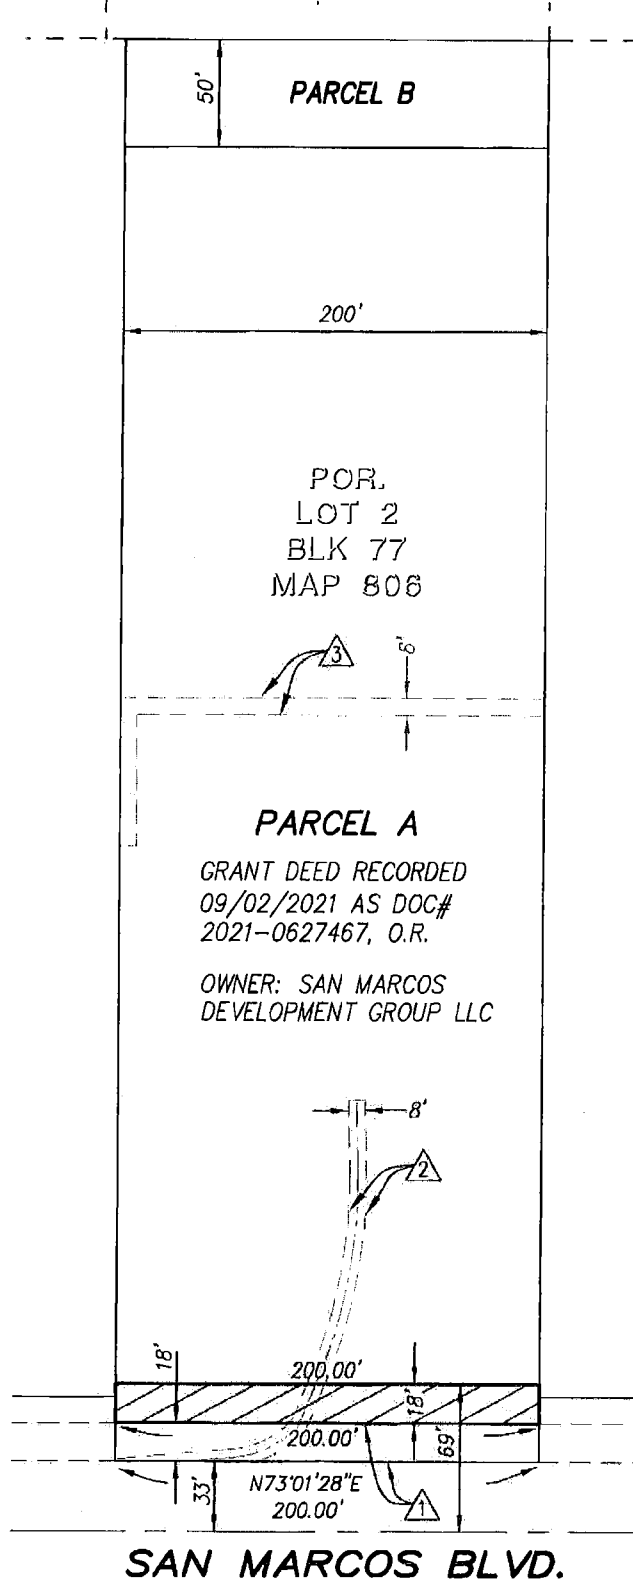 50'
PARCEL B
200'
POR.
LOT 2
BLK 77
MAP 806
3
6'
PARCEL A
GRANT DEED RECORDED
09/02/2021 AS DOC#
2021-0627467, O.R.
OWNER: SAN MARCOS
DEVELOPMENT GROUP LLC
8'
2
18'
200.00'
18'
200.00'
69'
33'
N73°01'28"E
200.00'
1
SAN MARCOS BLVD.